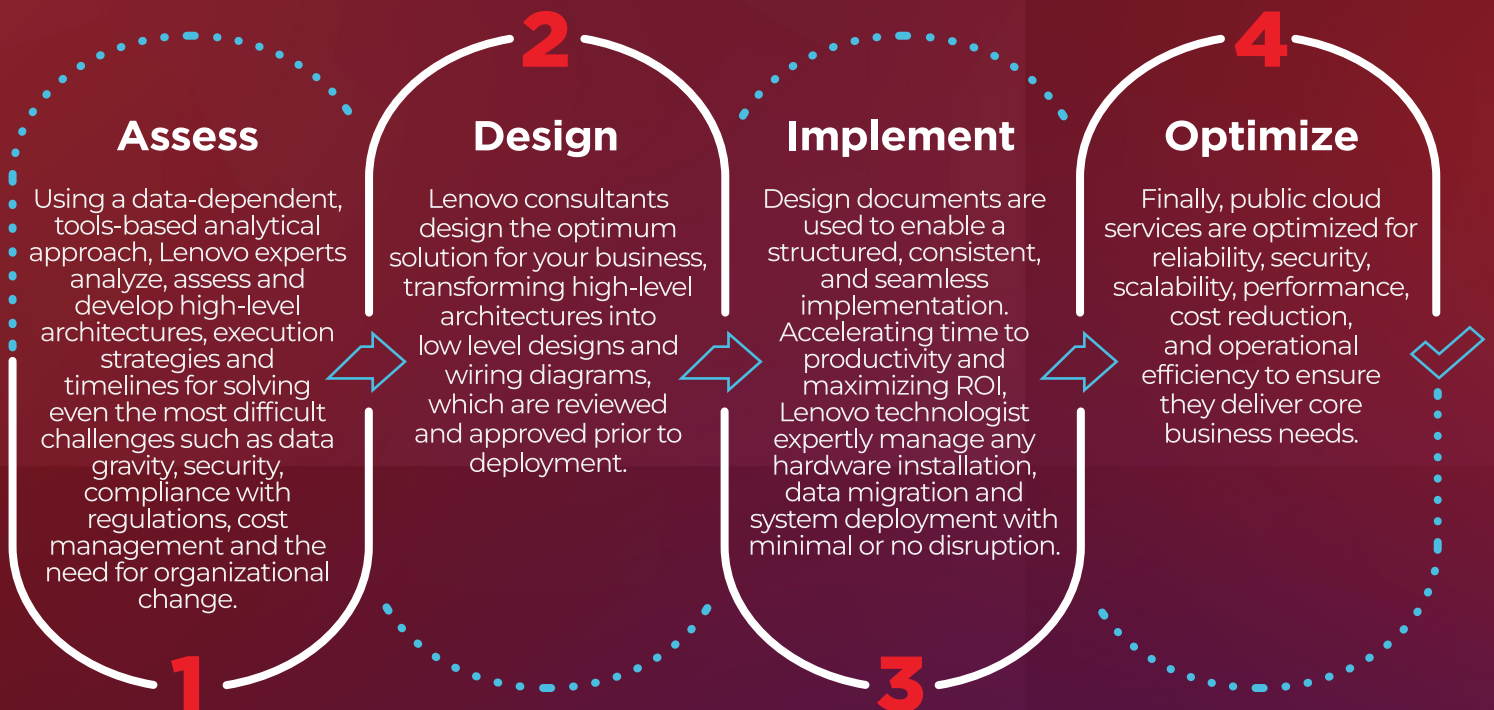 1
Assess
Using a data-dependent,
tools-based analytical
approach, Lenovo experts
analyze, assess and
develop high-level
architectures, execution
strategies and
timelines for solving
even the most difficult
challenges such as data
gravity, security,
compliance with
regulations, cost
management and the
need for organizational
change.
2
Design
Lenovo consultants
design the optimum
solution for your business,
transforming high-level
architectures into
low level designs and
wiring diagrams,
which are reviewed
and approved prior to
deployment.
3
Implement
Design documents are
used to enable a
structured, consistent,
and seamless
implementation.
Accelerating time to
productivity and
maximizing ROI,
Lenovo technologist
expertly manage any
hardware installation,
data migration and
system deployment with
minimal or no disruption.
4
Optimize
Finally, public cloud
services are optimized for
reliability, security,
scalability, performance,
cost reduction,
and operational
efficiency to ensure
they deliver core
business needs.